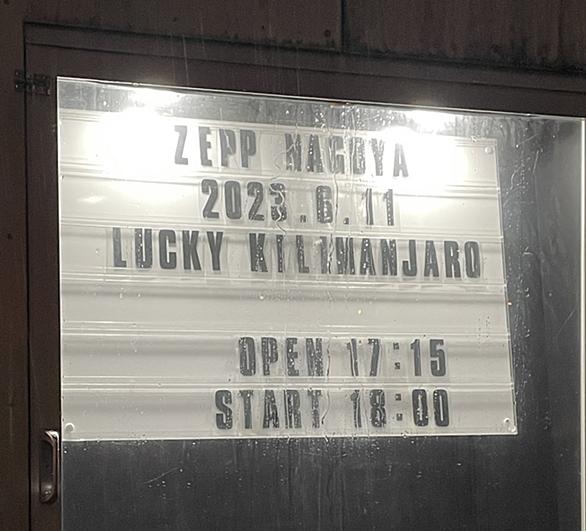 ZEPP NAGOYA
2023.6.11
LUCKY KILIMANJARO
OPEN 17:15
START 18:00